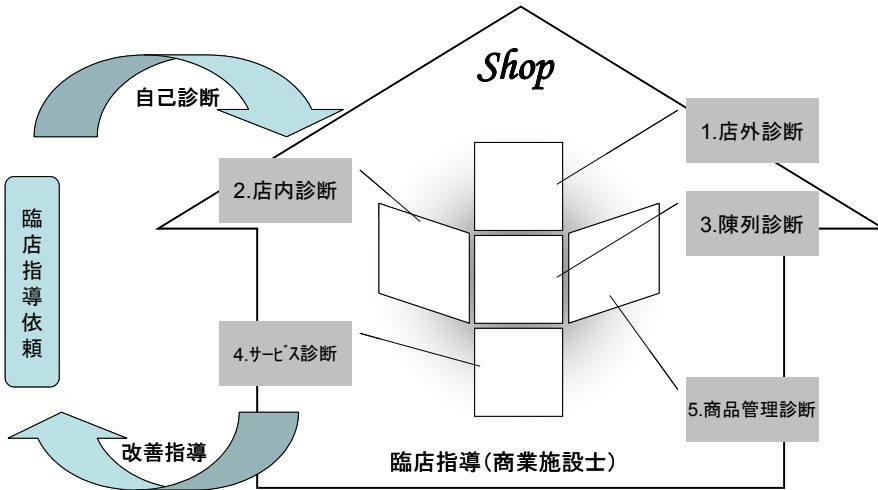 Shop
自己診断
1.店外診断
2.店内診断
3.陳列診断
臨店指導依頼
4.ｻｰﾋﾞｽ診断
5.商品管理診断
改善指導
臨店指導(商業施設士)